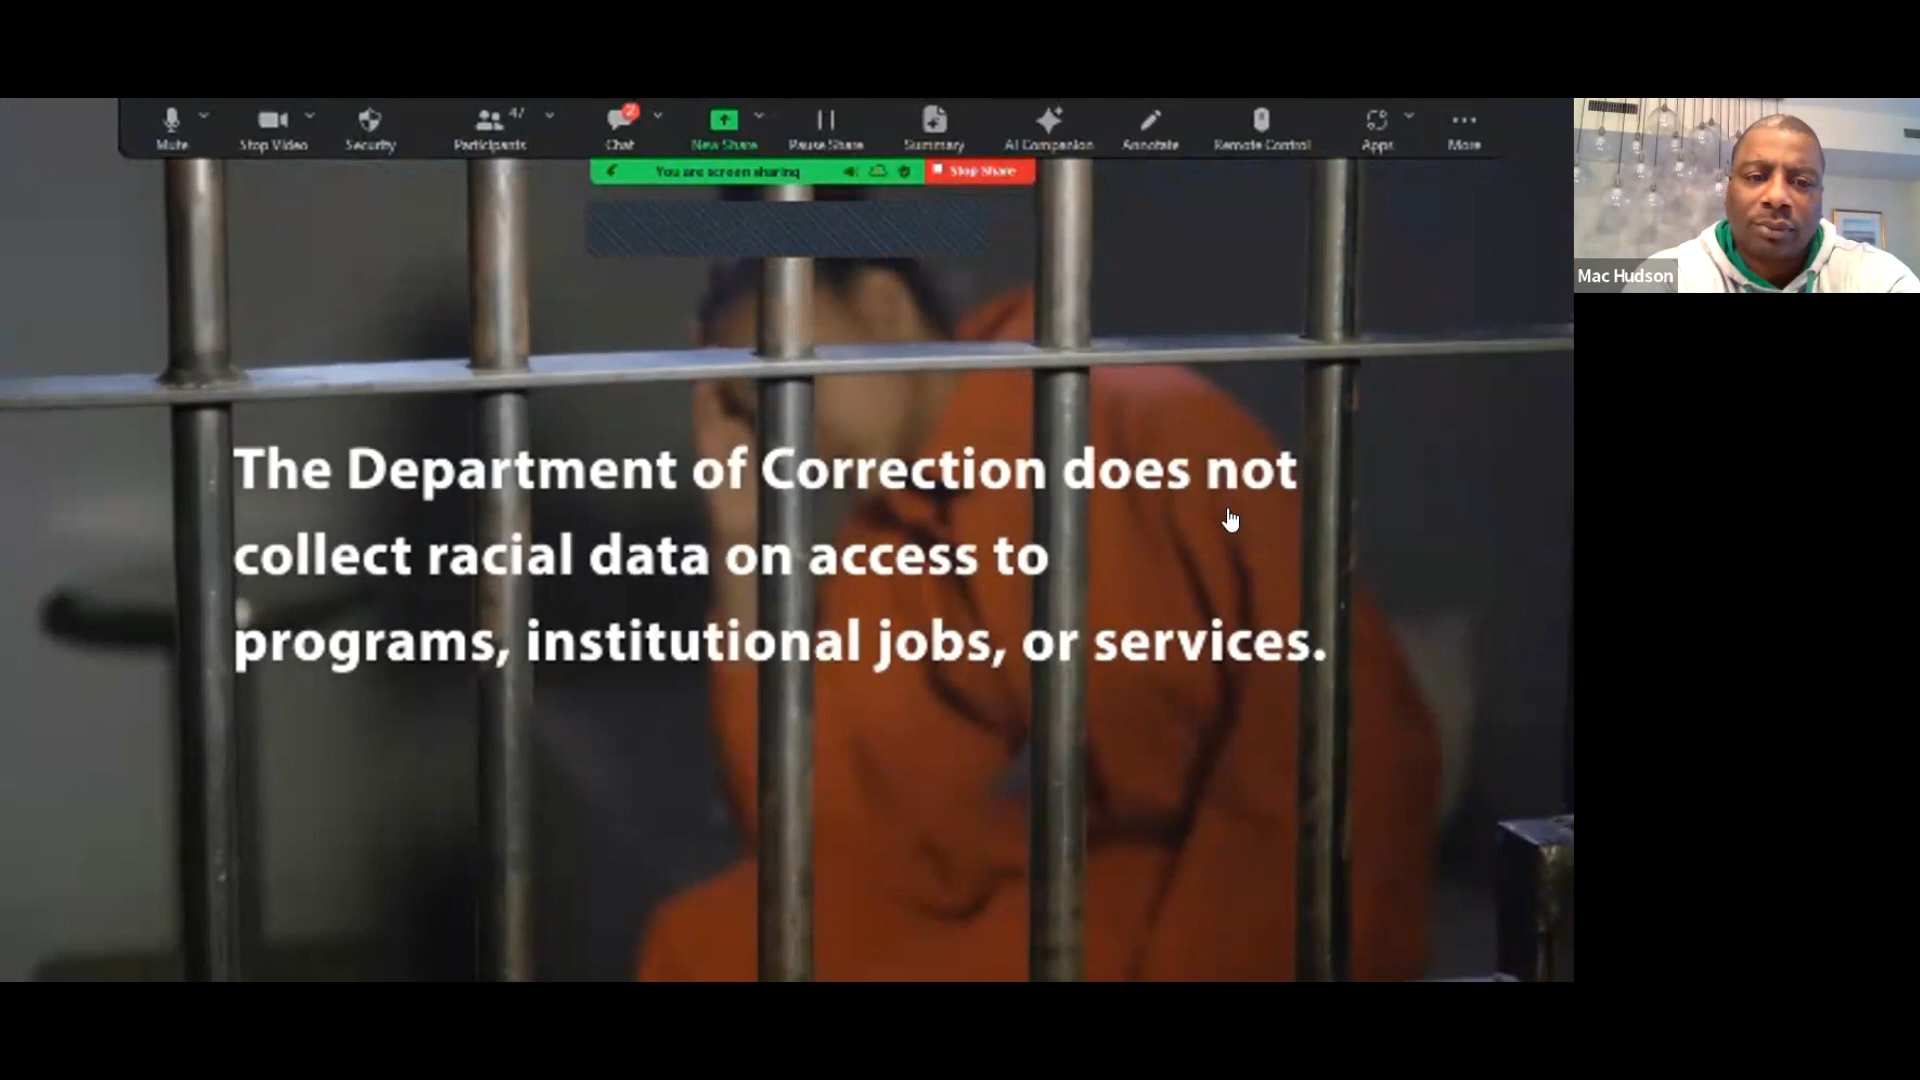 Mute
Stop Video
Security
Participants
47
Chat
2
New Share
Pause Share
Summary
AI Companion
Annotate
Remote Control
Apps
More
You are screen sharing
Stop Share
Mac Hudson
The Department of Correction does not
collect racial data on access to
programs, institutional jobs, or services.